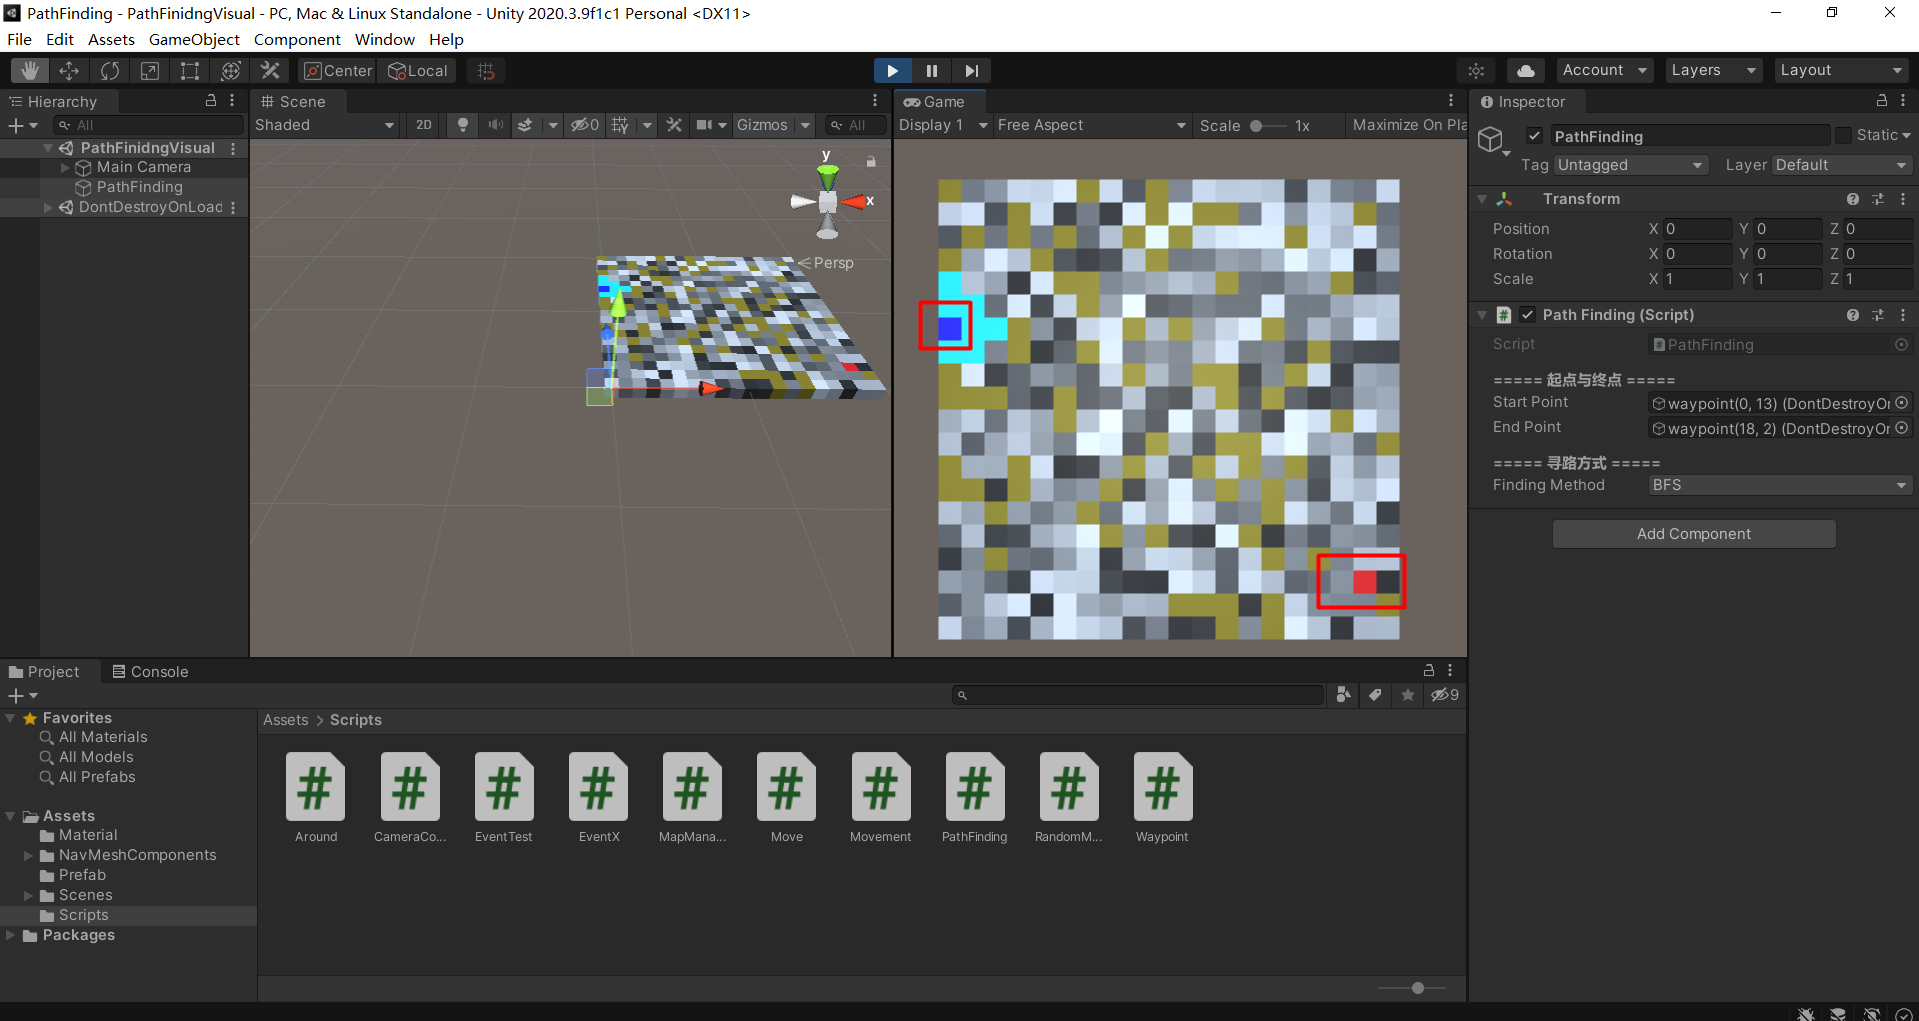 PathFinding - PathFinidngVisual - PC, Mac & Linux Standalone - Unity 2020.3.9f1c1 Personal <DX11>
File Edit Assets GameObject Component Window Help
Center Local Account Layers Layout
Hierarchy
All
PathFinidngVisual
Main Camera
PathFinding
DontDestroyOnLoad
Scene
Shaded 2D 0 Gizmos All
y
x
Persp
Game
Display 1 Free Aspect Scale 1x Maximize On Pla
Inspector
PathFinding Static
Tag Untagged Layer Default
Transform
Position X 0 Y 0 Z 0
Rotation X 0 Y 0 Z 0
Scale X 1 Y 1 Z 1
Path Finding (Script)
Script PathFinding
===== 起点与终点 =====
Start Point waypoint(0, 13) (DontDestroyOr
End Point waypoint(18, 2) (DontDestroyOr
===== 寻路方式 =====
Finding Method BFS
Add Component
Project Console
9
Favorites
All Materials
All Models
All Prefabs
Assets
Material
NavMeshComponents
Prefab
Scenes
Scripts
Packages
Assets > Scripts
# # # # # # # # # #
Around CameraCo... EventTest EventX MapMana... Move Movement PathFinding RandomM... Waypoint